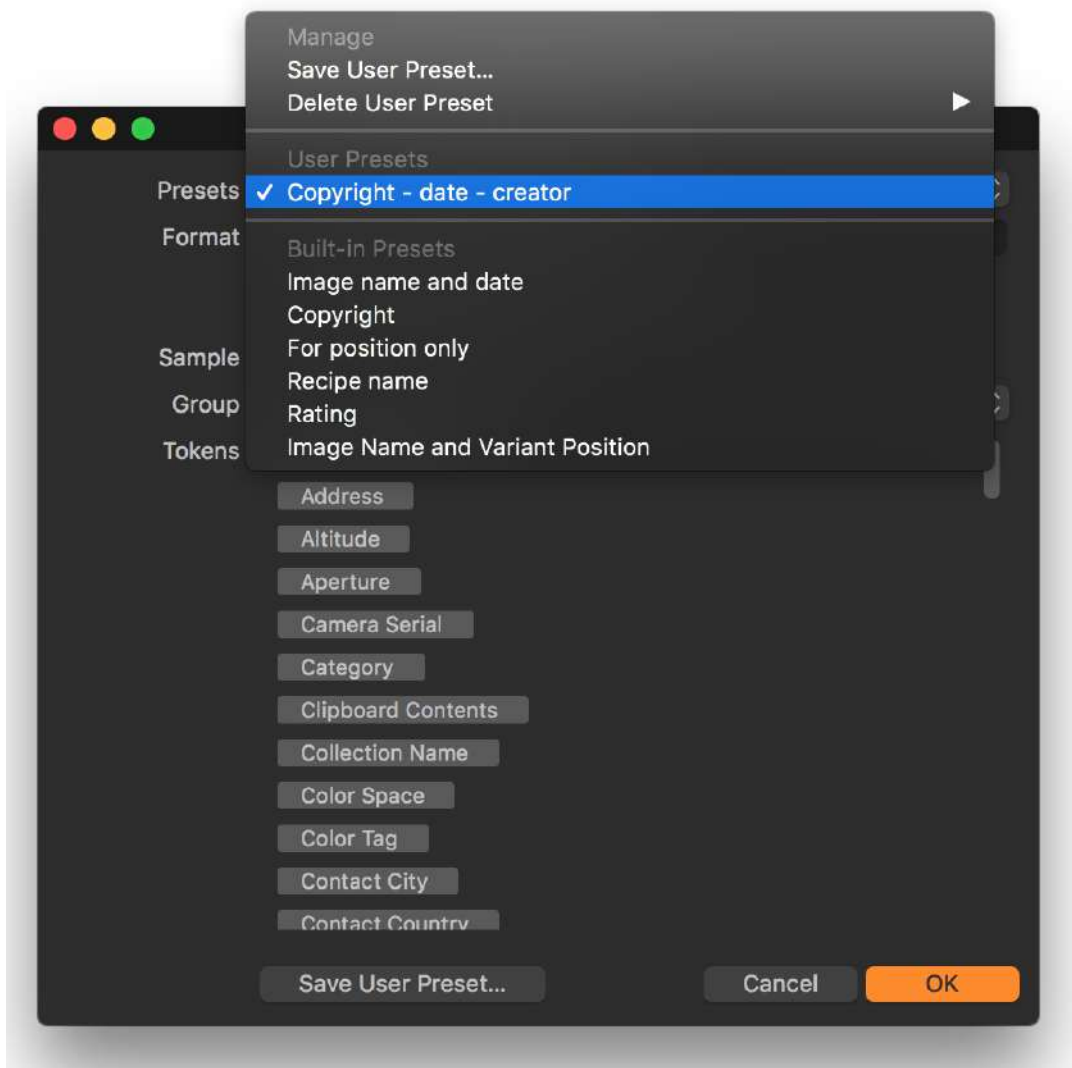 Manage
Save User Preset...
Delete User Preset
User Presets
Presets ✓ Copyright - date - creator
Format
Built-in Presets
Image name and date
Copyright
For position only
Sample
Recipe name
Group
Rating
Tokens
Image Name and Variant Position
Address
Altitude
Aperture
Camera Serial
Category
Clipboard Contents
Collection Name
Color Space
Color Tag
Contact City
Contact Country
Save User Preset... Cancel OK